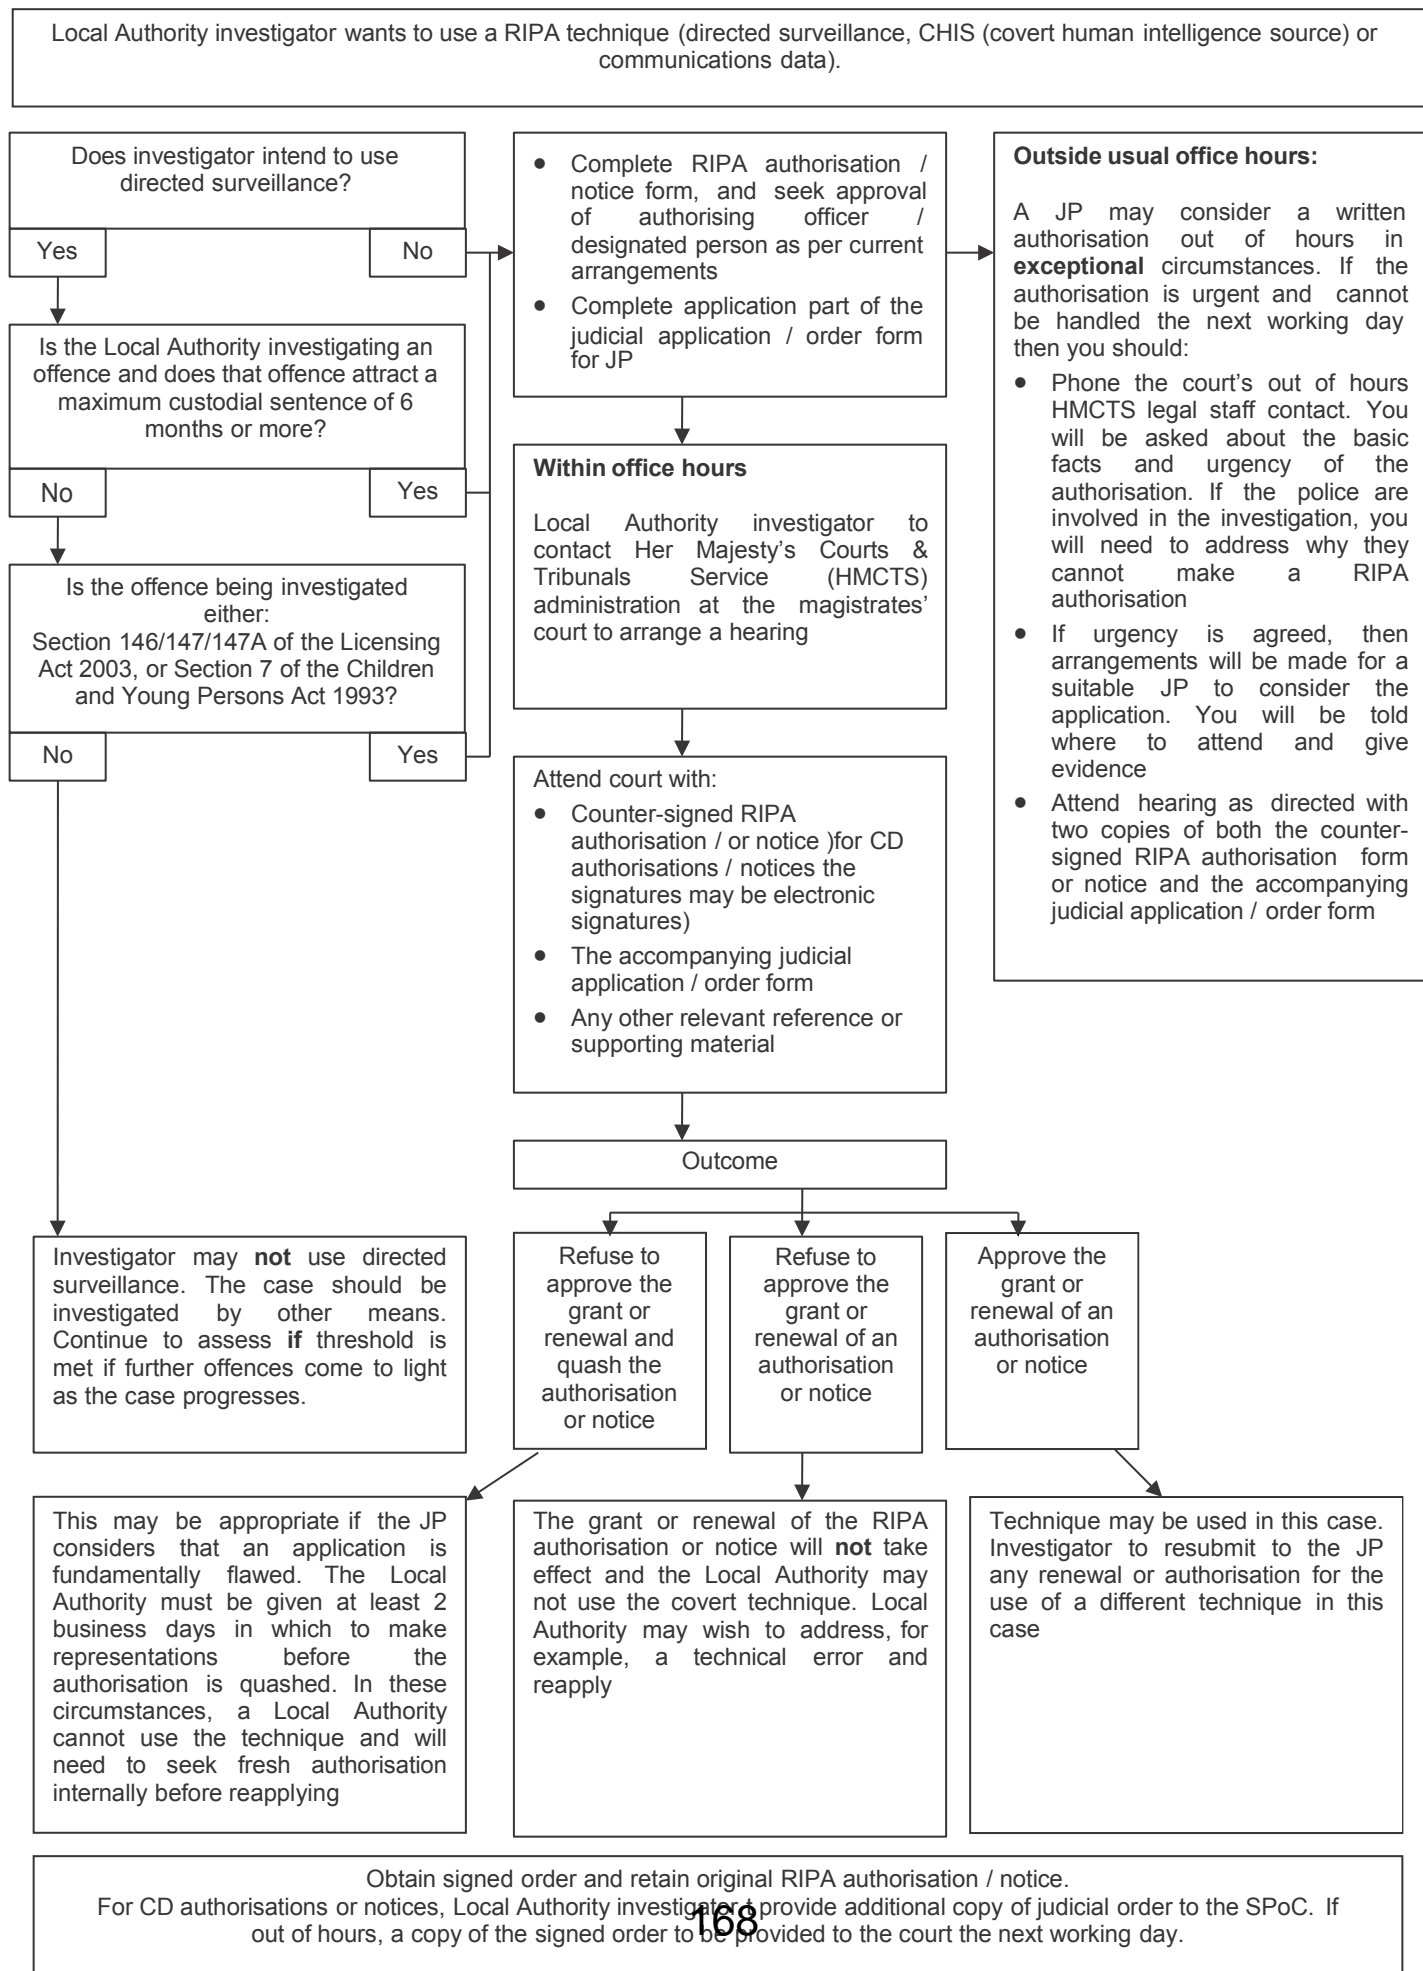 Local Authority investigator wants to use a RIPA technique (directed surveillance, CHIS (covert human intelligence source) or
communications data).
Does investigator intend to use
directed surveillance?
Yes
No
Is the Local Authority investigating an
offence and does that offence attract a
maximum custodial sentence of 6
months or more?
No
Yes
Is the offence being investigated
either:
Section 146/147/147A of the Licensing
Act 2003, or Section 7 of the Children
and Young Persons Act 1993?
No
Yes
• Complete RIPA authorisation /
notice form, and seek approval
of authorising officer /
designated person as per current
arrangements
• Complete application part of the
judicial application / order form
for JP
Within office hours
Local Authority investigator to
contact Her Majesty's Courts &
Tribunals Service (HMCTS)
administration at the magistrates'
court to arrange a hearing
Attend court with:
• Counter-signed RIPA
authorisation / or notice )for CD
authorisations / notices the
signatures may be electronic
signatures)
• The accompanying judicial
application / order form
• Any other relevant reference or
supporting material
Outside usual office hours:
A JP may consider a written
authorisation out of hours in
exceptional circumstances. If the
authorisation is urgent and cannot
be handled the next working day
then you should:
• Phone the court's out of hours
HMCTS legal staff contact. You
will be asked about the basic
facts and urgency of the
authorisation. If the police are
involved in the investigation, you
will need to address why they
cannot make a RIPA
authorisation
• If urgency is agreed, then
arrangements will be made for a
suitable JP to consider the
application. You will be told
where to attend and give
evidence
• Attend hearing as directed with
two copies of both the counter-
signed RIPA authorisation form
or notice and the accompanying
judicial application / order form
Outcome
Investigator may not use directed
surveillance. The case should be
investigated by other means.
Continue to assess if threshold is
met if further offences come to light
as the case progresses.
Refuse to
approve the
grant or
renewal and
quash the
authorisation
or notice
Refuse to
approve the
grant or
renewal of an
authorisation
or notice
Approve the
grant or
renewal of an
authorisation
or notice
This may be appropriate if the JP
considers that an application is
fundamentally flawed. The Local
Authority must be given at least 2
business days in which to make
representations before the
authorisation is quashed. In these
circumstances, a Local Authority
cannot use the technique and will
need to seek fresh authorisation
internally before reapplying
The grant or renewal of the RIPA
authorisation or notice will not take
effect and the Local Authority may
not use the covert technique. Local
Authority may wish to address, for
example, a technical error and
reapply
Technique may be used in this case.
Investigator to resubmit to the JP
any renewal or authorisation for the
use of a different technique in this
case
Obtain signed order and retain original RIPA authorisation / notice.
For CD authorisations or notices, Local Authority investigator t provide additional copy of judicial order to the SPoC. If
out of hours, a copy of the signed order to be provided to the court the next working day.
168